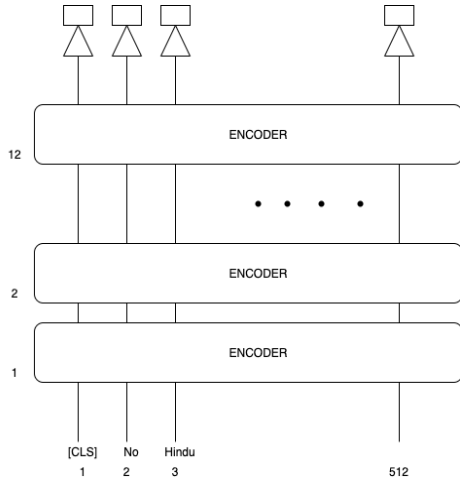 ENCODER
12
ENCODER
2
ENCODER
1
[CLS] No Hindu
1 2 3 512